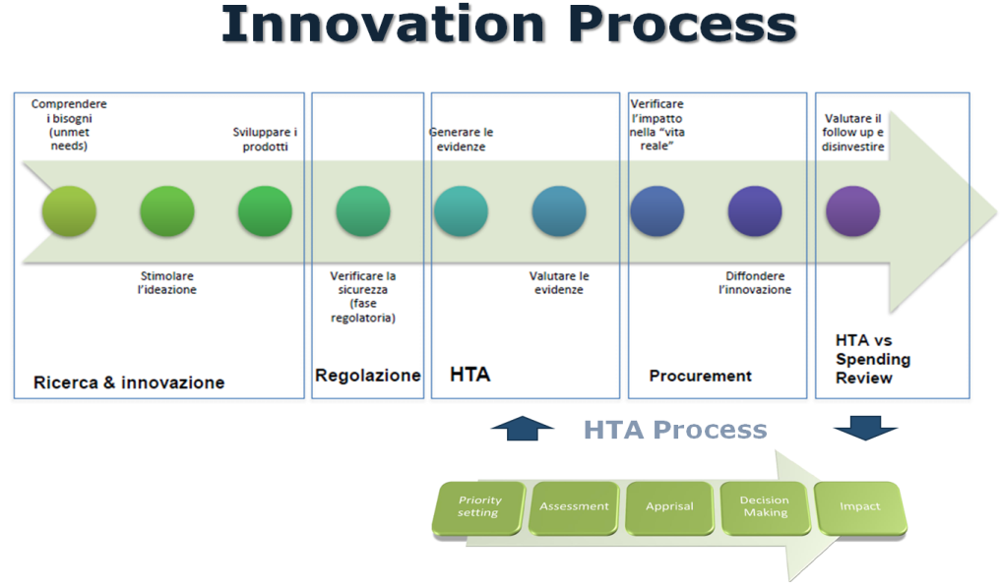 Innovation Process
Comprendere
i bisogni
(unmet
needs)
Sviluppare i
prodotti
Generare le
evidenze
Verificare
l'impatto
nella "vita
reale"
Valutare il
follow up e
disinvestire
Stimolare
l'ideazione
Verificare la
sicurezza
(fase
regolatoria)
Valutare le
evidenze
Diffondere
l'innovazione
Ricerca & innovazione
Regolazione
HTA
Procurement
HTA vs
Spending
Review
HTA Process
Priority
setting
Assessment
Apprisal
Decision
Making
Impact